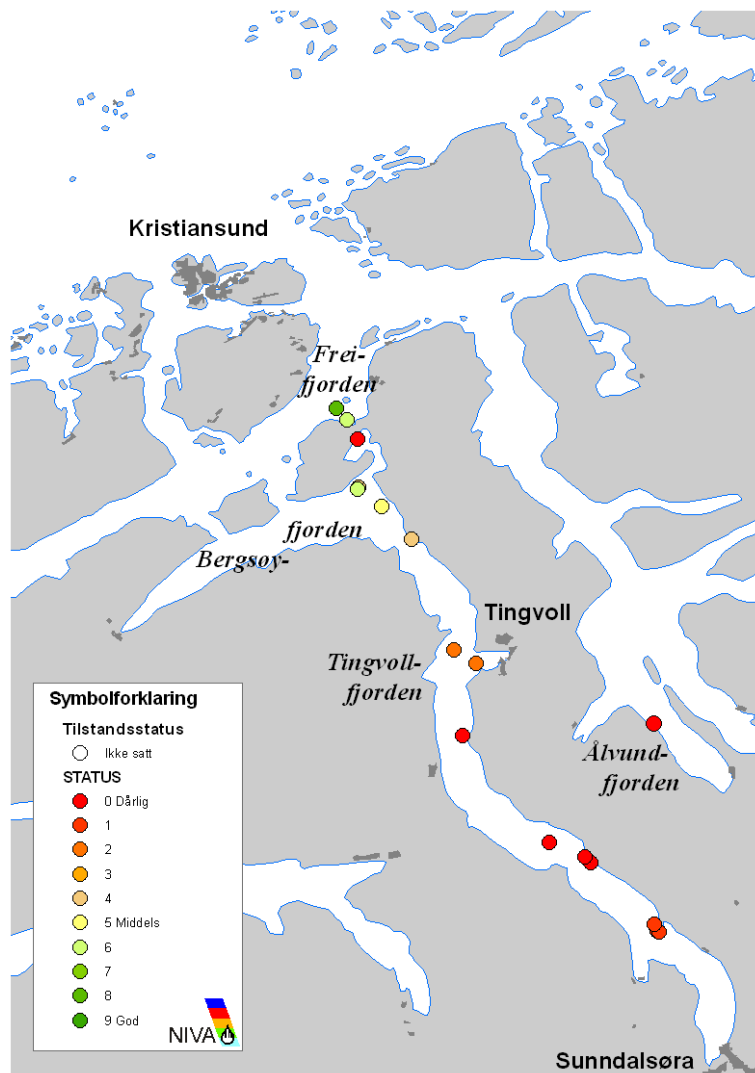 Kristiansund
Frei-
fjorden
fjorden
Bergsoy-
Tingvoll
Tingvoll-
fjorden
Ålvund-
fjorden
Symbolforklaring
Tilstandsstatus
Ikke satt
STATUS
0 Dårlig
1
2
3
4
5 Middels
6
7
8
9 God
NIVA
Sunndalsøra